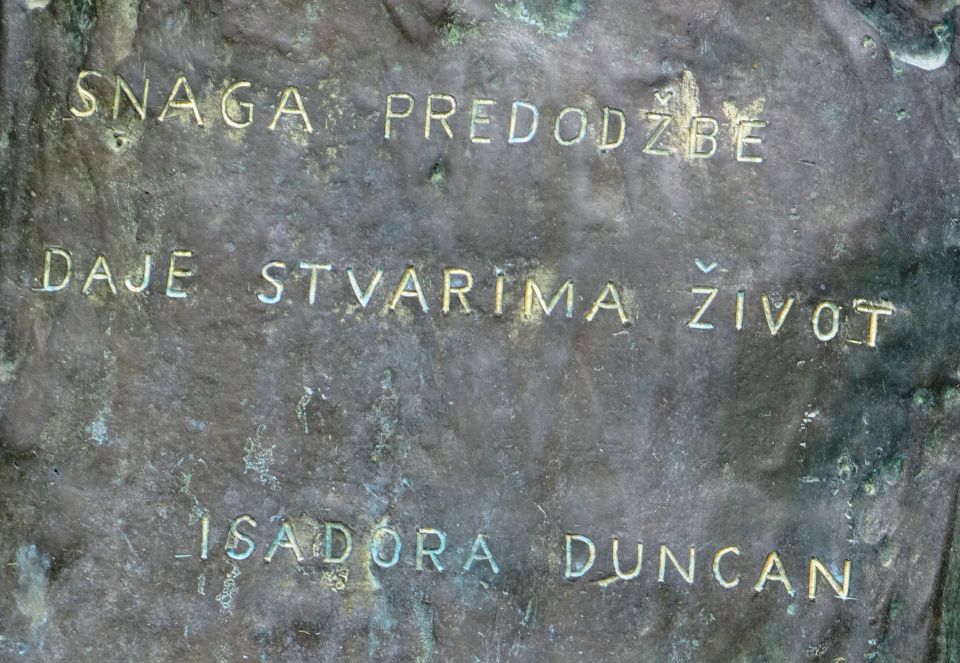 SNAGA PREDODŽBE
DAJE STVARIMA ŽIVOT
ISADORA DUNCAN